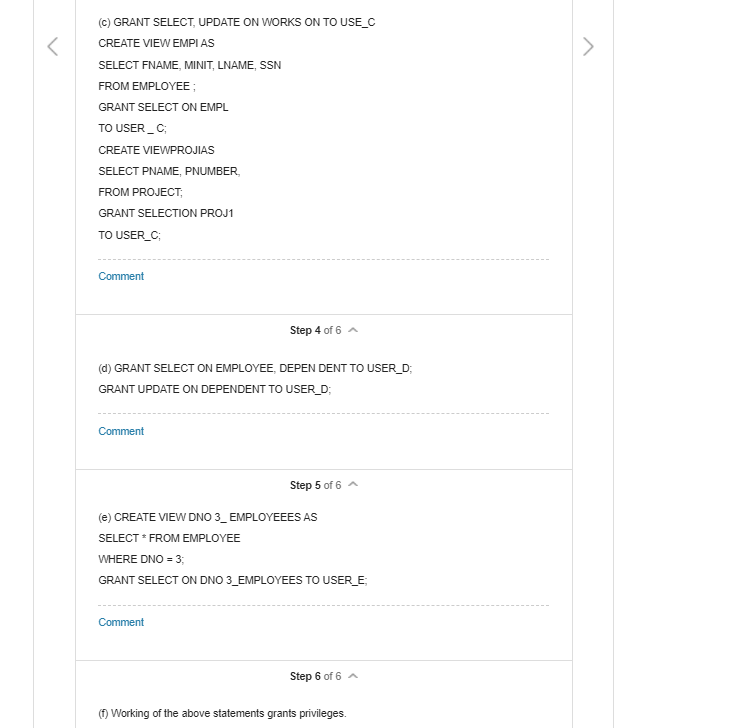 (c) GRANT SELECT, UPDATE ON WORKS ON TO USE_C
CREATE VIEW EMPI AS
SELECT FNAME, MINIT, LNAME, SSN
FROM EMPLOYEE ;
GRANT SELECT ON EMPL
TO USER _ C;
CREATE VIEWPROJIAS
SELECT PNAME, PNUMBER,
FROM PROJECT;
GRANT SELECTION PROJ1
TO USER_C;
Comment
Step 4 of 6
(d) GRANT SELECT ON EMPLOYEE, DEPEN DENT TO USER_D;
GRANT UPDATE ON DEPENDENT TO USER_D;
Comment
Step 5 of 6
(e) CREATE VIEW DNO 3_ EMPLOYEEES AS
SELECT * FROM EMPLOYEE
WHERE DNO = 3;
GRANT SELECT ON DNO 3_EMPLOYEES TO USER_E;
Comment
Step 6 of 6
(f) Working of the above statements grants privileges.